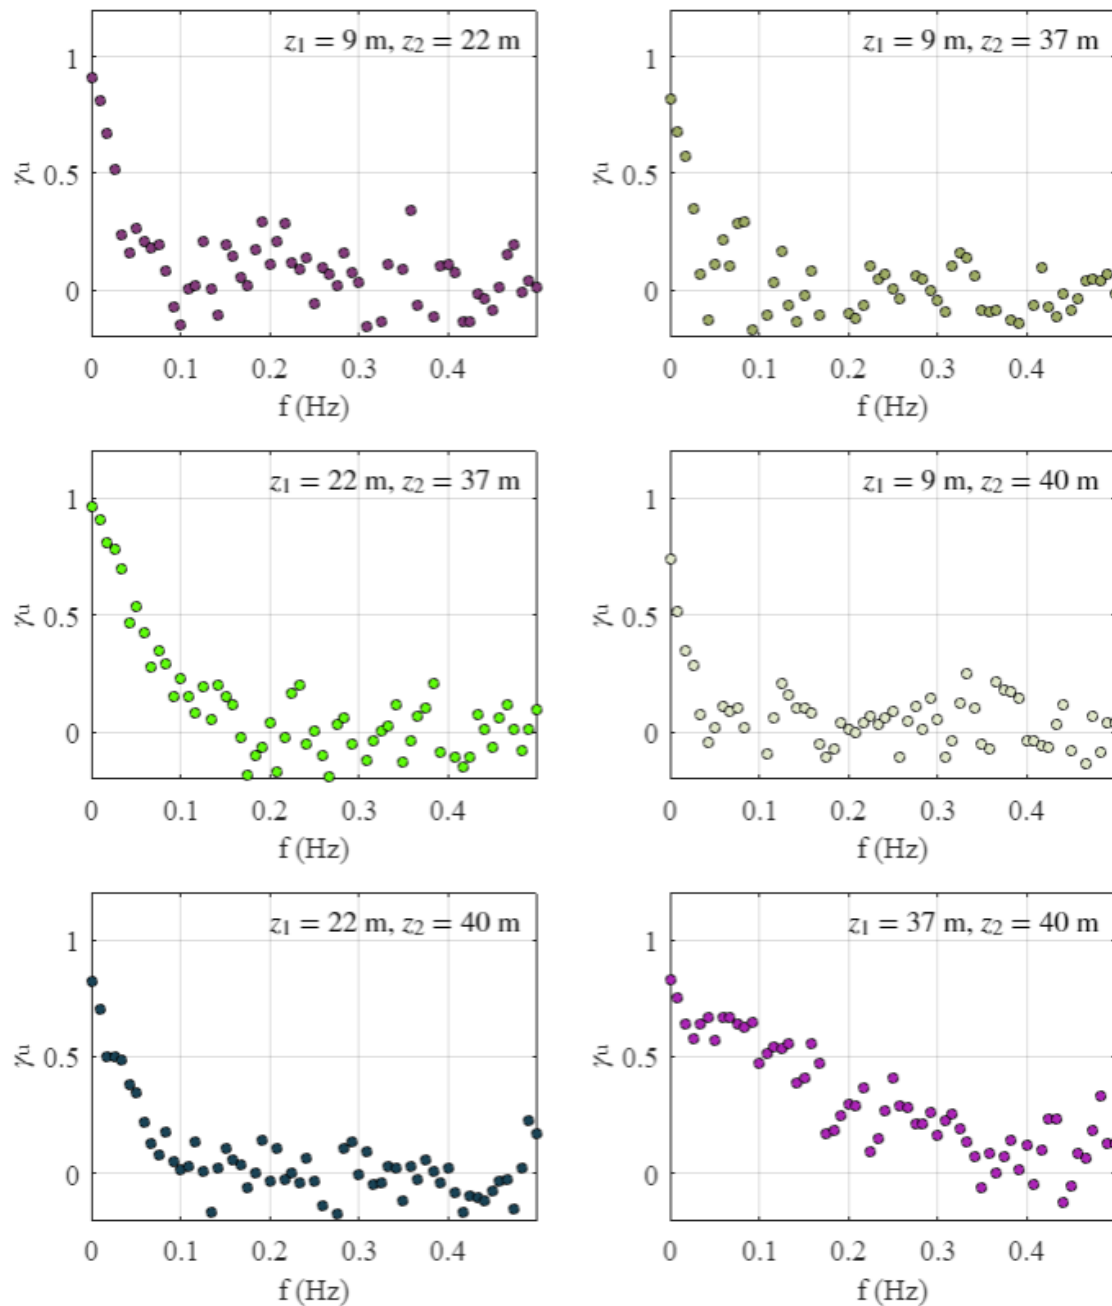 z1 = 9 m, z2 = 22 m
1
0.5
0
γu
0 0.1 0.2 0.3 0.4
f (Hz)
z1 = 9 m, z2 = 37 m
1
0.5
0
γu
0 0.1 0.2 0.3 0.4
f (Hz)
z1 = 22 m, z2 = 37 m
1
0.5
0
γu
0 0.1 0.2 0.3 0.4
f (Hz)
z1 = 9 m, z2 = 40 m
1
0.5
0
γu
0 0.1 0.2 0.3 0.4
f (Hz)
z1 = 22 m, z2 = 40 m
1
0.5
0
γu
0 0.1 0.2 0.3 0.4
f (Hz)
z1 = 37 m, z2 = 40 m
1
0.5
0
γu
0 0.1 0.2 0.3 0.4
f (Hz)